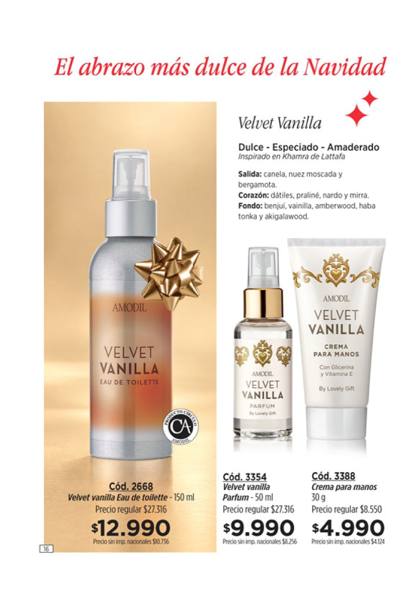 El abrazo más dulce de la Navidad
Velvet Vanilla
Dulce - Especiado - Amaderado
Inspirado en Khamra de Lattafa
Salida: canela, nuez moscada y
bergamota.
Corazón: dátiles, praliné, nardo y mirra.
Fondo: benjuí, vainilla, amberwood, haba
tonka y akigalawood.
AMODIL
VELVET
VANILLA
EAU DE TOILETTE
CA
AMODIL
VELVET
VANILLA
PARFUM
By Lovely Gift
AMODIL
VELVET
VANILLA
CREMA
PARA MANOS
Con Glicerina
y Vitamina E
By Lovely Gift
Cód. 2668
Velvet vanilla Eau de toilette - 150 ml
Precio regular $27.316
$12.990
Precio sin imp. nacionales $10.736
Cód. 3354
Velvet vanilla
Parfum - 50 ml
Precio regular $27.316
$9.990
Precio sin imp. nacionales $8.256
Cód. 3388
Crema para manos
30 g
Precio regular $8.550
$4.990
Precio sin imp. nacionales $4.124
16